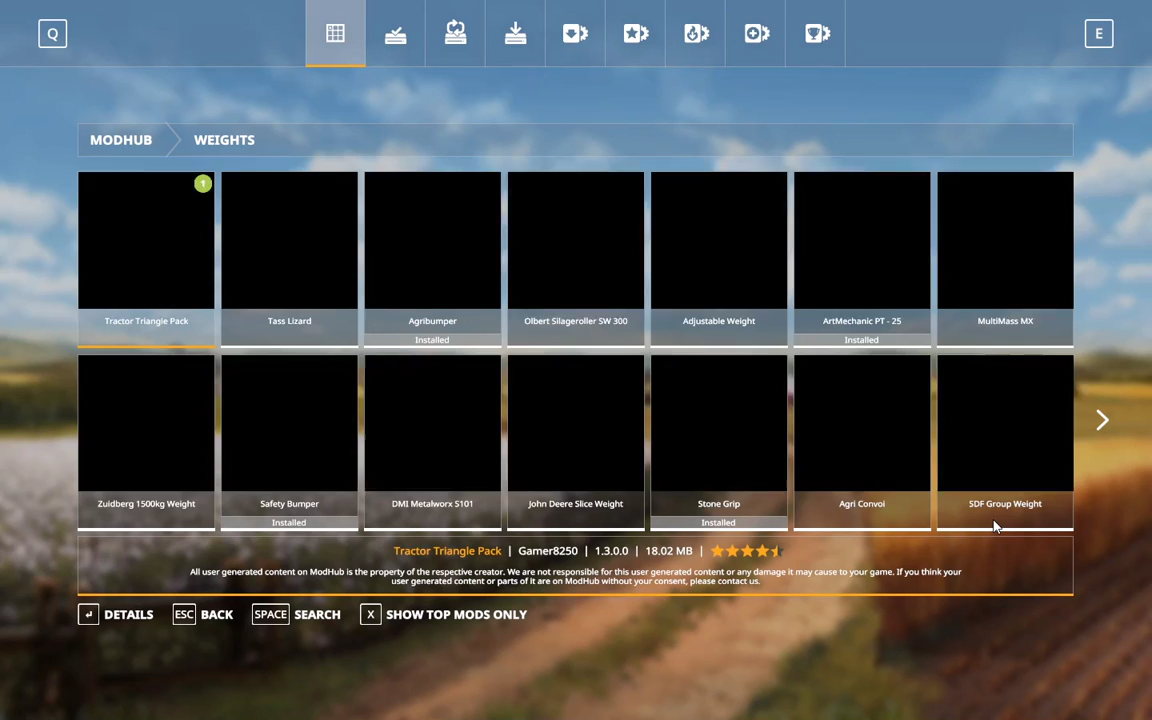 Q
E
MODHUB
WEIGHTS
1
Tractor Triangle Pack
Tass Lizard
Agribumper
Installed
Olbert Silageroller SW 300
Adjustable Weight
ArtMechanic PT - 25
Installed
MultiMass MX
Zuidberg 1500kg Weight
Safety Bumper
Installed
DMI Metalworx S101
John Deere Slice Weight
Stone Grip
Installed
Agri Convoi
SDF Group Weight
Tractor Triangle Pack | Gamer8250 | 1.3.0.0 | 18.02 MB |
All user generated content on ModHub is the property of the respective creator. We are not responsible for this user generated content or any damage it may cause to your game. If you think your
user generated content or parts of it are on ModHub without your consent, please contact us.
DETAILS ESC BACK SPACE SEARCH X SHOW TOP MODS ONLY